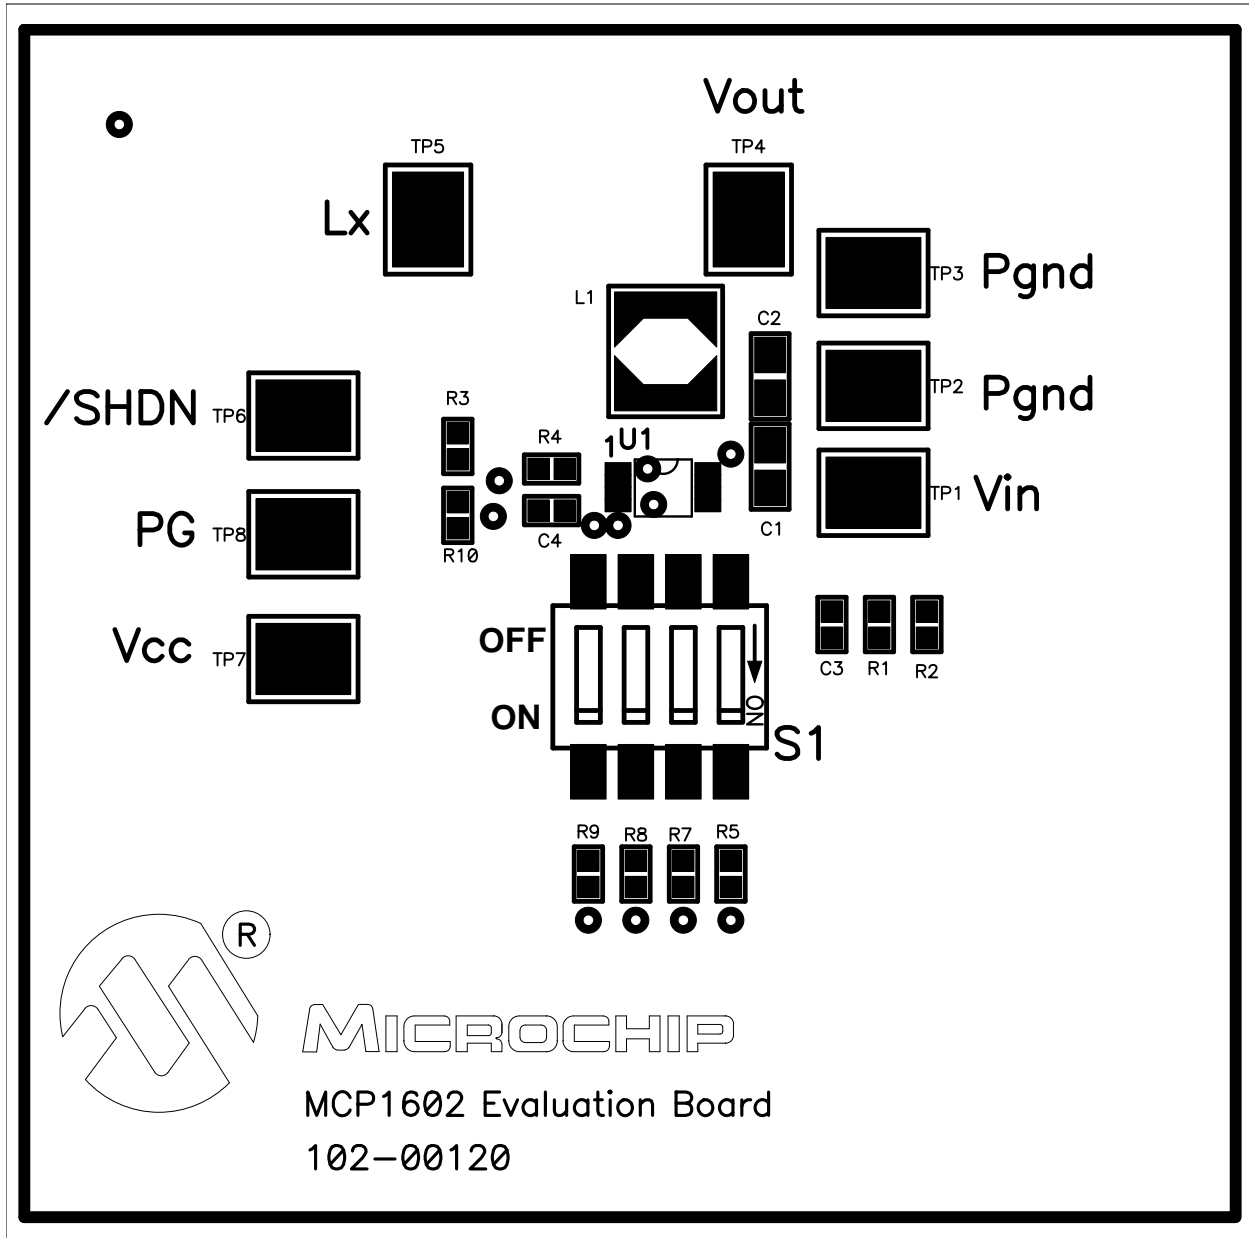 Vout
TP5
TP4
Lx
TP3 Pgnd
L1
C2
/SHDN TP6
R3
TP2 Pgnd
R4
1 U1
PG TP8
R10
C4
C1
TP1 Vin
Vcc TP7
OFF
ON
ON
S1
C3 R1 R2
R9 R8 R7 R5
R
MICROCHIP
MCP1602 Evaluation Board
102-00120